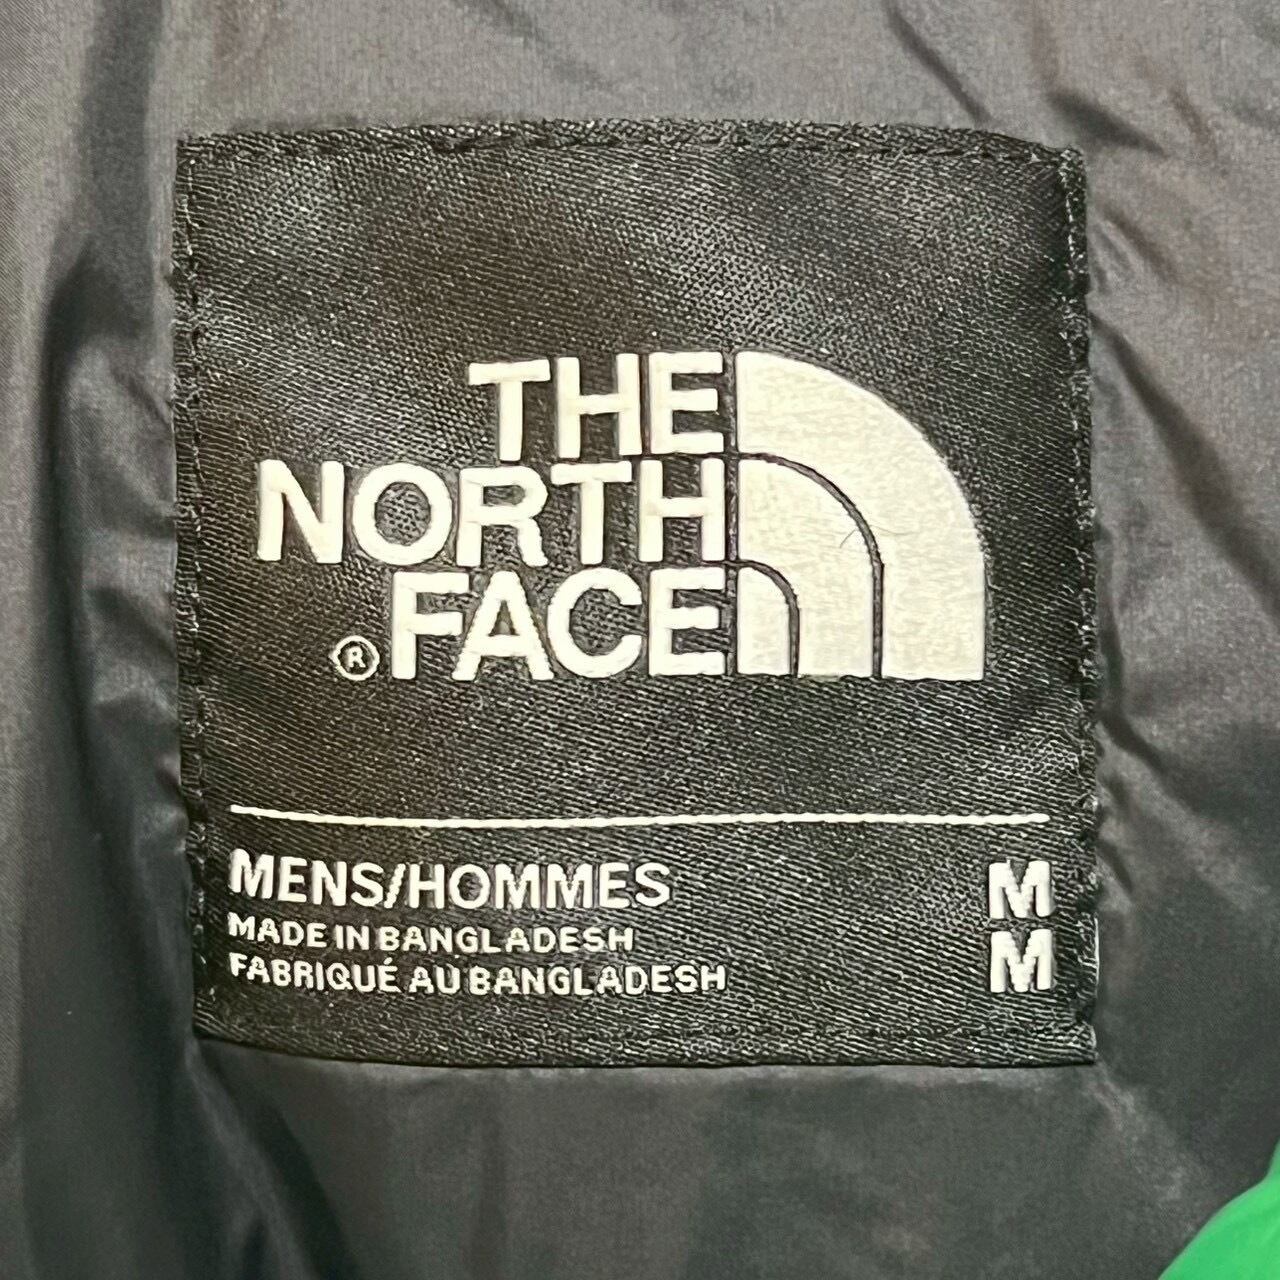 THE
NORTH
® FACE
MENS/HOMMES M
MADE IN BANGLADESH
FABRIQUÉ AU BANGLADESH M